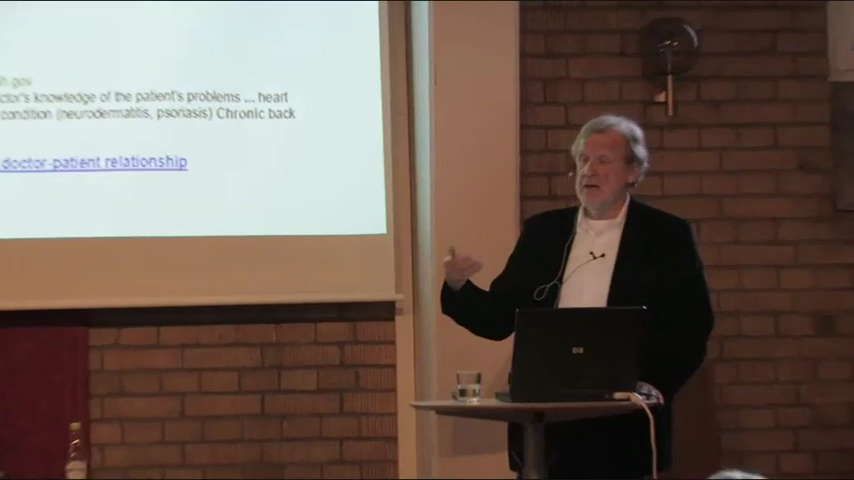 h.gov
ctor's knowledge of the patient's problems ... heart
condition (neurodermatitis, psoriasis) Chronic back
doctor-patient relationship